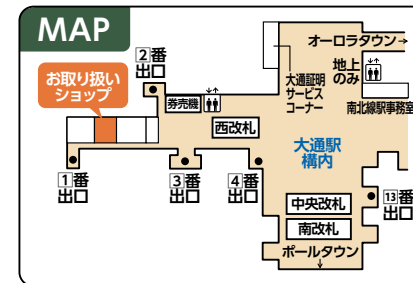 MAP
2番
出口
お取り扱い
ショップ
券売機
西改札
大通証明
サービス
コーナー
オーロラタウン→
地上
のみ
南北線駅事務室
大通駅
構内
1番
出口
3番
出口
4番
出口
中央改札
南改札
13番
出口
ポールタウン
↓